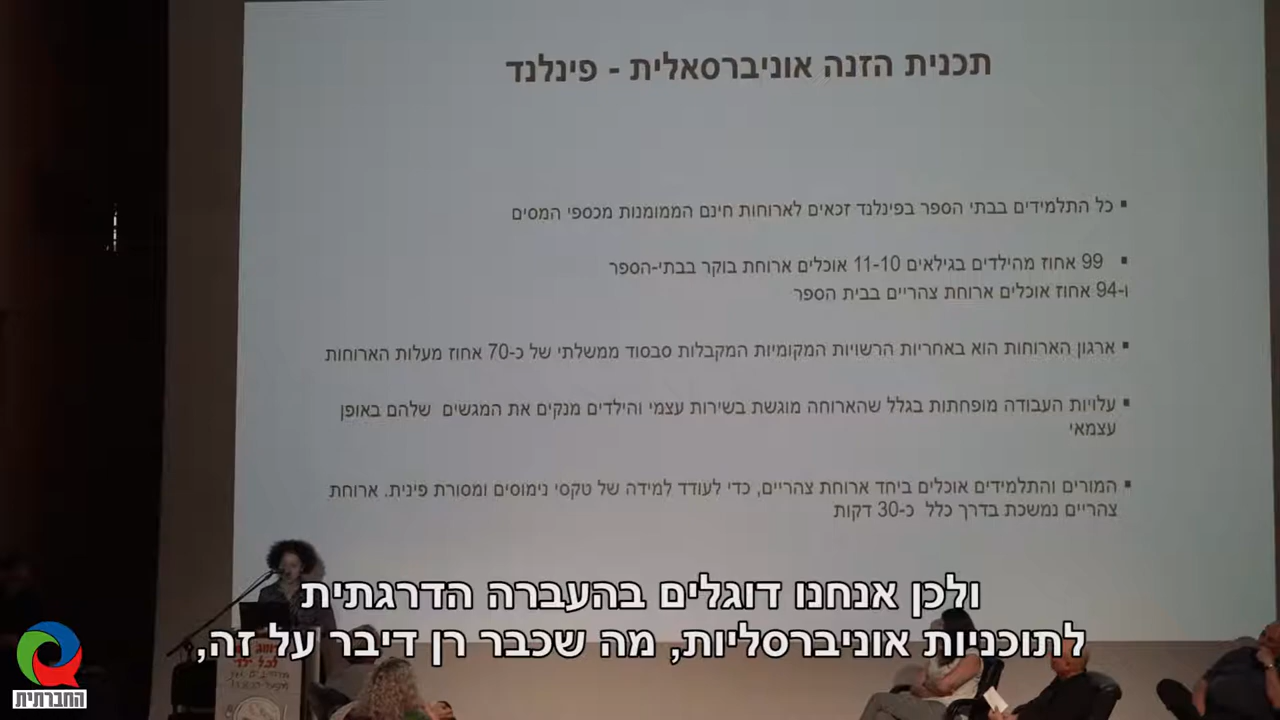 תכנית הזנה אוניברסאלית - פינלנד
▪ כל התלמידים בבתי הספר בפינלנד זכאים לארוחות חינם הממומנות מכספי המסים
▪ 99 אחוז מהילדים בגילאים 11-10 אוכלים ארוחת בוקר בבתי-הספר
ו-94 אחוז אוכלים ארוחת צהריים בבית הספר
▪ ארגון הארוחות הוא באחריות הרשויות המקומיות המקבלות סבסוד ממשלתי של כ-70 אחוז מעלות הארוחות
▪ עלויות העבודה מופחתות בגלל שהארוחה מוגשת בשירות עצמי והילדים מנקים את המגשים שלהם באופן
עצמאי
▪ המורים והתלמידים אוכלים ביחד ארוחת צהריים, כדי לעודד למידה של טקסי נימוסים ומסורת פינית. ארוחת
צהריים נמשכת בדרך כלל כ-30 דקות
ולכן אנחנו דוגלים בהעברה הדרגתית
לתוכניות אוניברסליות, מה שכבר רן דיבר על זה,
לכל ילד
החברתית